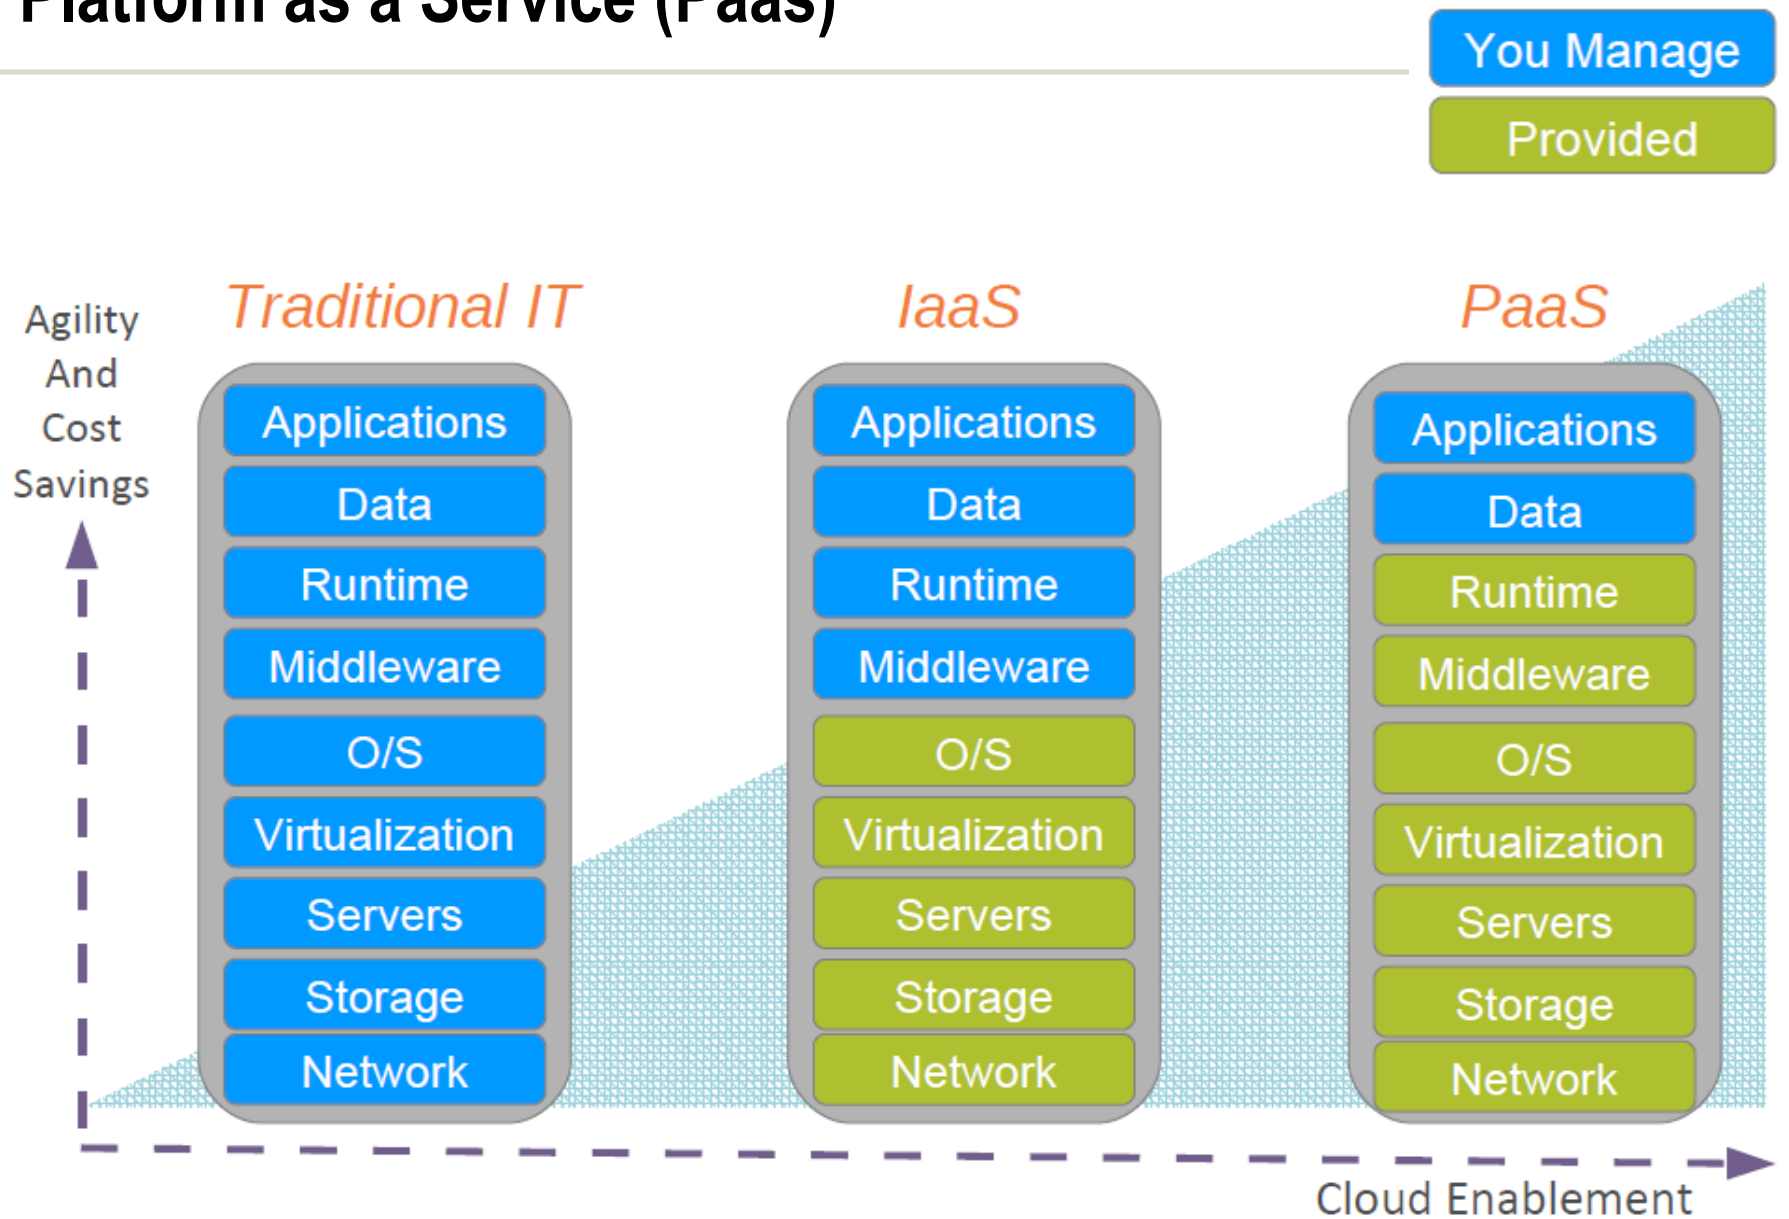 Platform as a Service (Paas)
You Manage
Provided
Agility
And
Cost
Savings
Traditional IT
Applications
Data
Runtime
Middleware
O/S
Virtualization
Servers
Storage
Network
IaaS
Applications
Data
Runtime
Middleware
O/S
Virtualization
Servers
Storage
Network
PaaS
Applications
Data
Runtime
Middleware
O/S
Virtualization
Servers
Storage
Network
Cloud Enablement